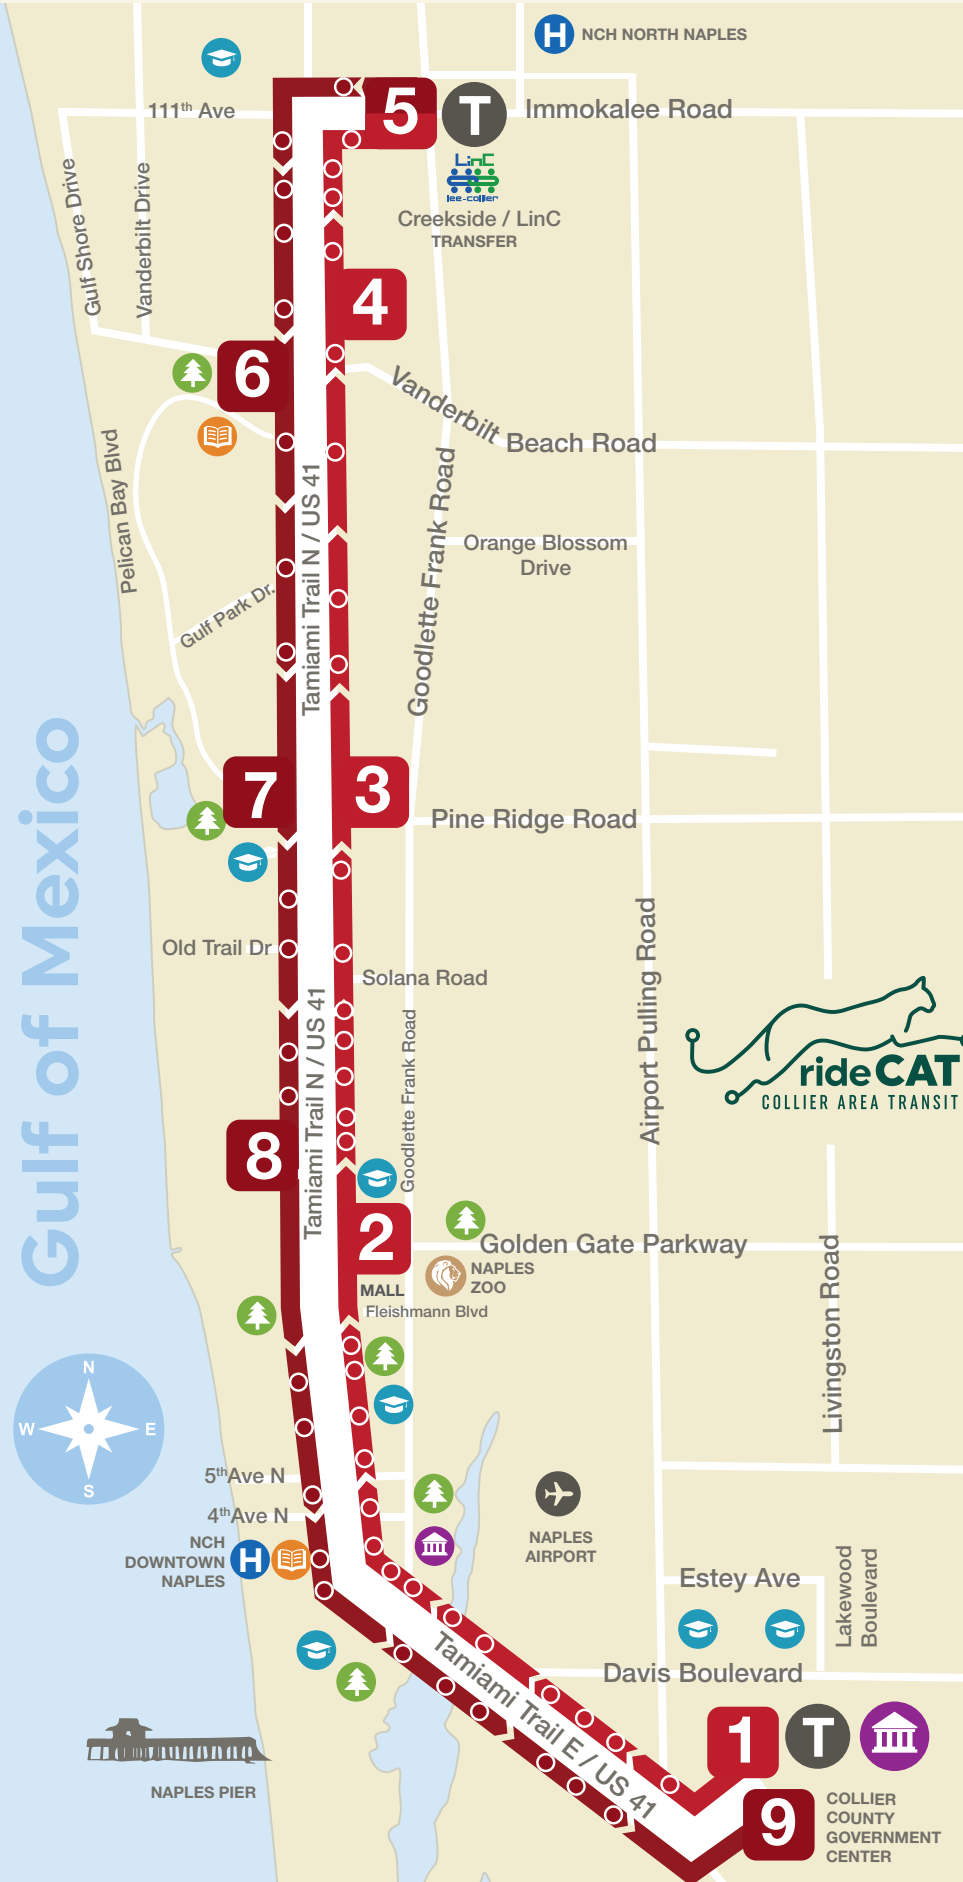 H NCH NORTH NAPLES
111th Ave
5
T
Immokalee Road
LinC
lee-collier
Creekside / LinC
TRANSFER
Gulf Shore Drive
Vanderbilt Drive
4
6
Vanderbilt
Beach Road
Pelican Bay Blvd
Tamiami Trail N / US 41
Goodlette Frank Road
Orange Blossom
Drive
Gulf Park Dr.
Gulf of Mexico
7
3
Pine Ridge Road
Old Trail Dr
Solana Road
Airport Pulling Road
Tamiami Trail N / US 41
Goodlette Frank Road
rideCAT
COLLIER AREA TRANSIT
8
2
Golden Gate Parkway
MALL
NAPLES
ZOO
Fleishmann Blvd
Livingston Road
N
W
E
S
5th Ave N
4th Ave N
NCH
DOWNTOWN
NAPLES
H
NAPLES
AIRPORT
Estey Ave
Lakewood
Boulevard
Davis Boulevard
Tamiami Trail E / US 41
1
T
NAPLES PIER
9
COLLIER
COUNTY
GOVERNMENT
CENTER